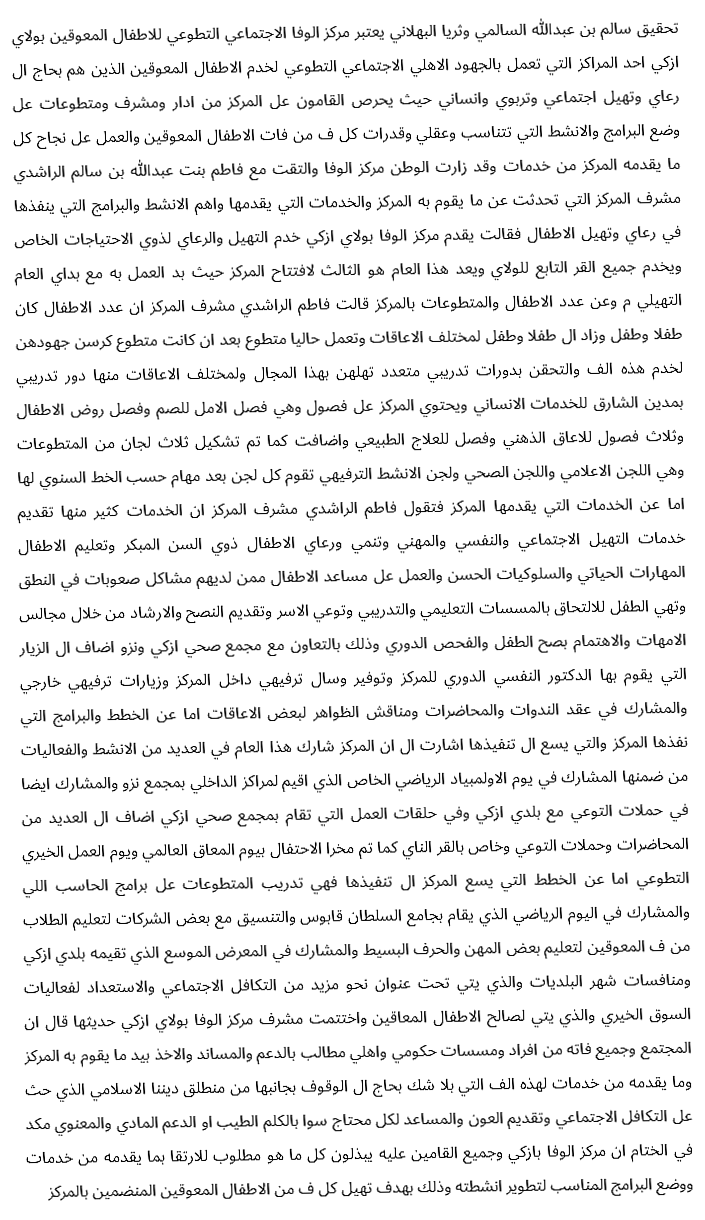 تحقيق سالم بن عبدالله السالمي وثريا البهلاني يعتبر مركز الوفا الاجتماعي التطوعي للاطفال المعوقين بولاي
ازكي احد المراكز التي تعمل بالجهود الاهلي الاجتماعي التطوعي لخدم الاطفال المعوقين الذين هم بحاج ال
رعاي وتهيل اجتماعي وتربوي وانساني حيث يحرص القامون عل المركز من ادار ومشرف ومتطوعات عل
وضع البرامج والانشط التي تتناسب وعقلي وقدرات كل ف من فات الاطفال المعوقين والعمل عل نجاح كل
ما يقدمه المركز من خدمات وقد زارت الوطن مركز الوفا والتقت مع فاطم بنت عبدالله بن سالم الراشدي
مشرف المركز التي تحدثت عن ما يقوم به المركز والخدمات التي يقدمها واهم الانشط والبرامج التي ينفذها
في رعاي وتهيل الاطفال فقالت يقدم مركز الوفا بولاي ازكي خدم التهيل والرعاي لذوي الاحتياجات الخاص
ويخدم جميع القر التابع للولاي ويعد هذا العام هو الثالث لافتتاح المركز حيث بد العمل به مع بداي العام
التهيلي م وعن عدد الاطفال والمتطوعات بالمركز قالت فاطم الراشدي مشرف المركز ان عدد الاطفال كان
طفلا وطفل وزاد ال طفلا وطفل لمختلف الاعاقات وتعمل حاليا متطوع بعد ان كانت متطوع كرسن جهودهن
لخدم هذه الف والتحقن بدورات تدريبي متعدد تهلهن بهذا المجال ولمختلف الاعاقات منها دور تدريبي
بمدين الشارق للخدمات الانساني ويحتوي المركز عل فصول وهي فصل الامل للصم وفصل روض الاطفال
وثلاث فصول للاعاق الذهني وفصل للعلاج الطبيعي واضافت كما تم تشكيل ثلاث لجان من المتطوعات
وهي اللجن الاعلامي واللجن الصحي ولجن الانشط الترفيهي تقوم كل لجن بعد مهام حسب الخط السنوي لها
اما عن الخدمات التي يقدمها المركز فتقول فاطم الراشدي مشرف المركز ان الخدمات كثير منها تقديم
خدمات التهيل الاجتماعي والنفسي والمهني وتنمي ورعاي الاطفال ذوي السن المبكر وتعليم الاطفال
المهارات الحياتي والسلوكيات الحسن والعمل عل مساعد الاطفال ممن لديهم مشاكل صعوبات في النطق
وتهي الطفل للالتحاق بالمسسات التعليمي والتدريبي وتوعي الاسر وتقديم النصح والارشاد من خلال مجالس
الامهات والاهتمام بصح الطفل والفحص الدوري وذلك بالتعاون مع مجمع صحي ازكي ونزو اضاف ال الزيار
التي يقوم بها الدكتور النفسي الدوري للمركز وتوفير وسال ترفيهي داخل المركز وزيارات ترفيهي خارجي
والمشارك في عقد الندوات والمحاضرات ومناقش الظواهر لبعض الاعاقات اما عن الخطط والبرامج التي
نفذها المركز والتي يسع ال تنفيذها اشارت ال ان المركز شارك هذا العام في العديد من الانشط والفعاليات
من ضمنها المشارك في يوم الاولمبياد الرياضي الخاص الذي اقيم لمراكز الداخلي بمجمع نزو والمشارك ايضا
في حملات التوعي مع بلدي ازكي وفي حلقات العمل التي تقام بمجمع صحي ازكي اضاف ال العديد من
المحاضرات وحملات التوعي وخاص بالقر الناي كما تم مخرا الاحتفال بيوم المعاق العالمي ويوم العمل الخيري
التطوعي اما عن الخطط التي يسع المركز ال تنفيذها فهي تدريب المتطوعات عل برامج الحاسب اللي
والمشارك في اليوم الرياضي الذي يقام بجامع السلطان قابوس والتنسيق مع بعض الشركات لتعليم الطلاب
من ف المعوقين لتعليم بعض المهن والحرف البسيط والمشارك في المعرض الموسع الذي تقيمه بلدي ازكي
ومنافسات شهر البلديات والذي يتي تحت عنوان نحو مزيد من التكافل الاجتماعي والاستعداد لفعاليات
السوق الخيري والذي يتي لصالح الاطفال المعاقين واختتمت مشرف مركز الوفا بولاي ازكي حديثها قال ان
المجتمع وجميع فاته من افراد ومسسات حكومي واهلي مطالب بالدعم والمساند والاخذ بيد ما يقوم به المركز
وما يقدمه من خدمات لهذه الف التي بلا شك بحاج ال الوقوف بجانبها من منطلق ديننا الاسلامي الذي حث
عل التكافل الاجتماعي وتقديم العون والمساعد لكل محتاج سوا بالكلم الطيب او الدعم المادي والمعنوي مكد
في الختام ان مركز الوفا بازكي وجميع القامين عليه يبذلون كل ما هو مطلوب للارتقا بما يقدمه من خدمات
ووضع البرامج المناسب لتطوير انشطته وذلك بهدف تهيل كل ف من الاطفال المعوقين المنضمين بالمركز